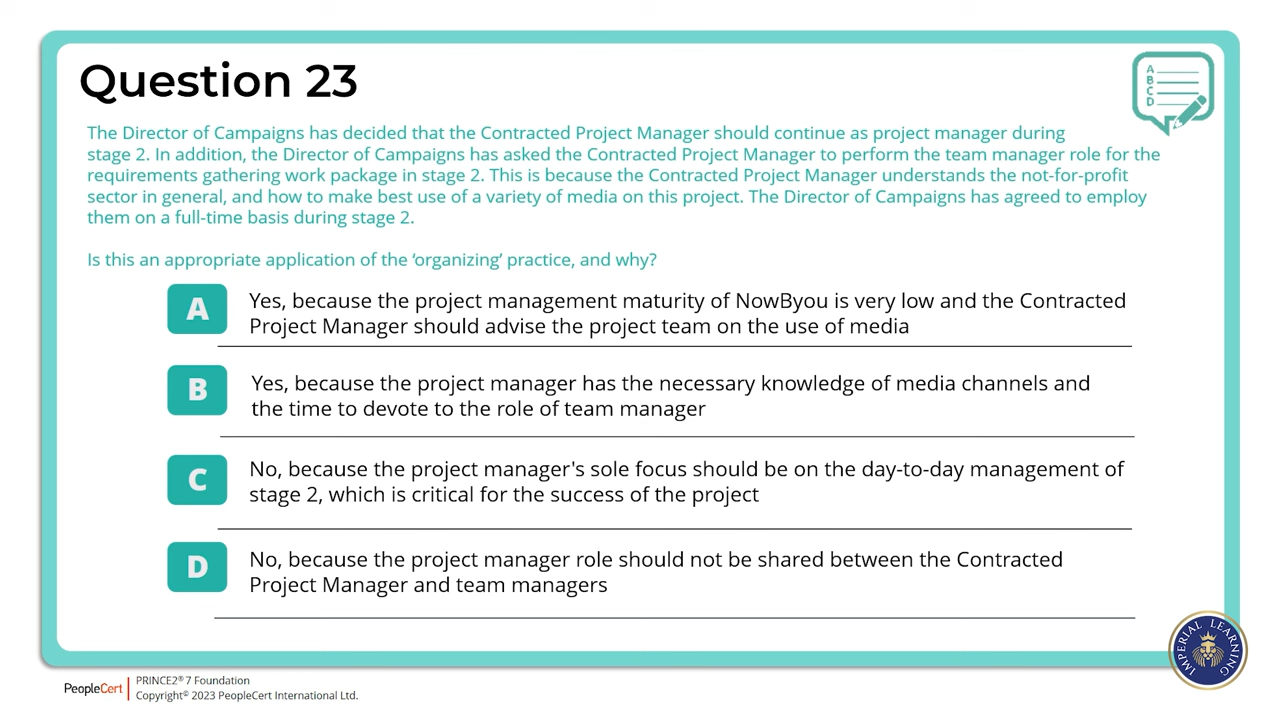 Question 23
A
B
C
D
The Director of Campaigns has decided that the Contracted Project Manager should continue as project manager during
stage 2. In addition, the Director of Campaigns has asked the Contracted Project Manager to perform the team manager role for the
requirements gathering work package in stage 2. This is because the Contracted Project Manager understands the not-for-profit
sector in general, and how to make best use of a variety of media on this project. The Director of Campaigns has agreed to employ
them on a full-time basis during stage 2.
Is this an appropriate application of the ‘organizing’ practice, and why?
A
Yes, because the project management maturity of NowByou is very low and the Contracted
Project Manager should advise the project team on the use of media
B
Yes, because the project manager has the necessary knowledge of media channels and
the time to devote to the role of team manager
C
No, because the project manager's sole focus should be on the day-to-day management of
stage 2, which is critical for the success of the project
D
No, because the project manager role should not be shared between the Contracted
Project Manager and team managers
IMPERIAL LEARNING
PeopleCert
PRINCE2® 7 Foundation
Copyright© 2023 PeopleCert International Ltd.